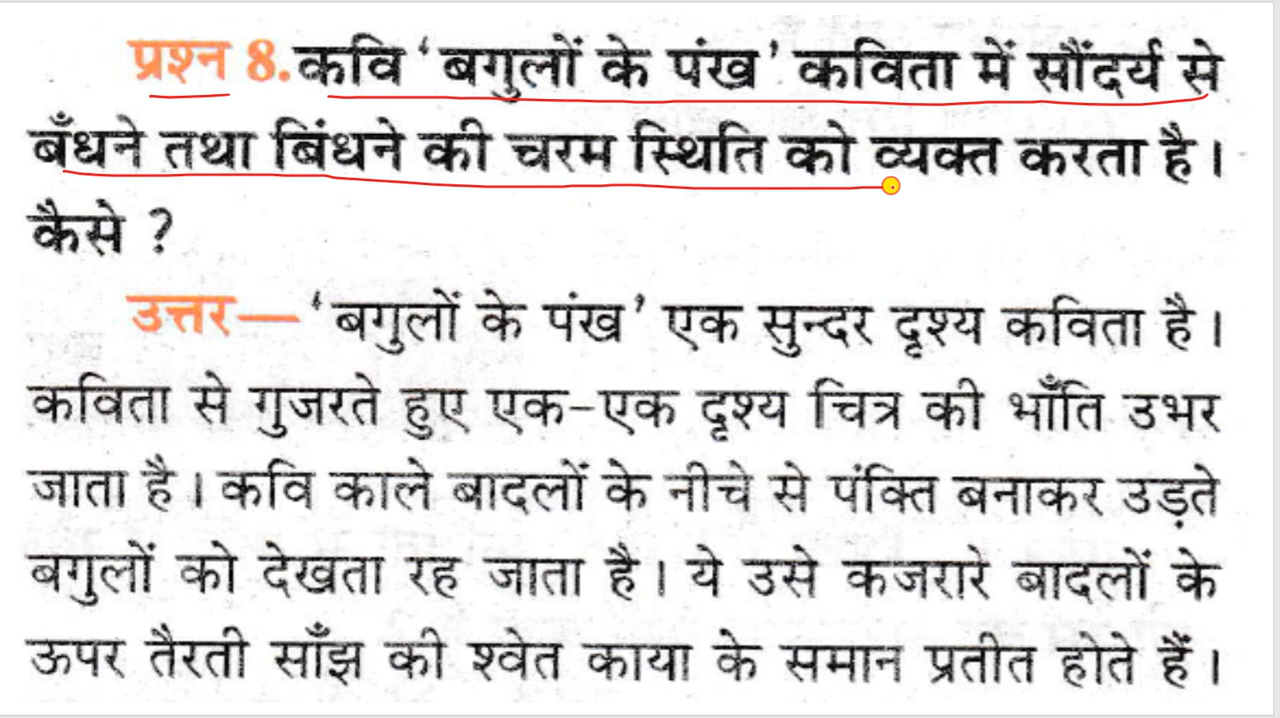 प्रश्न 8. कवि ‘बगुलों के पंख’ कविता में सौंदर्य से
बँधने तथा बिंधने की चरम स्थिति को व्यक्त करता है।
कैसे ?
उत्तर— ‘बगुलों के पंख’ एक सुन्दर दृश्य कविता है।
कविता से गुजरते हुए एक-एक दृश्य चित्र की भाँति उभर
जाता है। कवि काले बादलों के नीचे से पंक्ति बनाकर उड़ते
बगुलों को देखता रह जाता है। ये उसे कजरारे बादलों के
ऊपर तैरती साँझ की श्वेत काया के समान प्रतीत होते हैं।